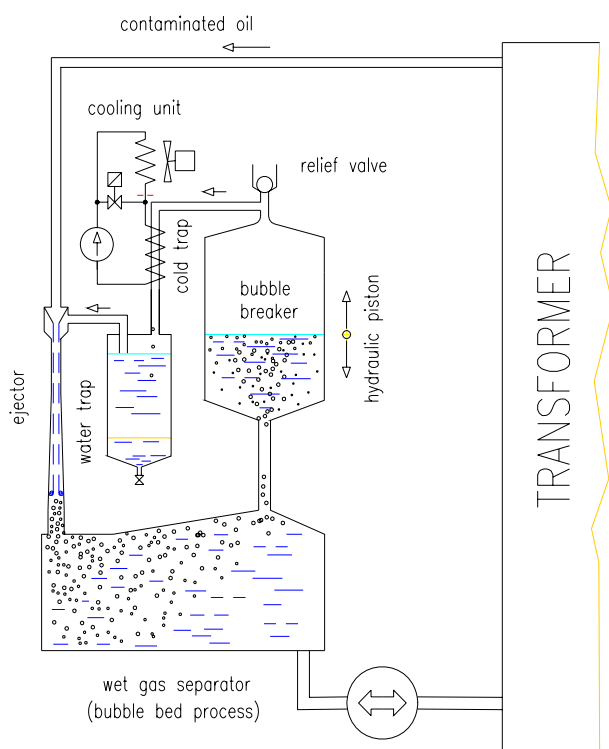 contaminated oil
cooling unit
relief valve
cold trap
bubble
breaker
hydraulic piston
TRANSFORMER
ejector
water trap
wet gas separator
(bubble bed process)